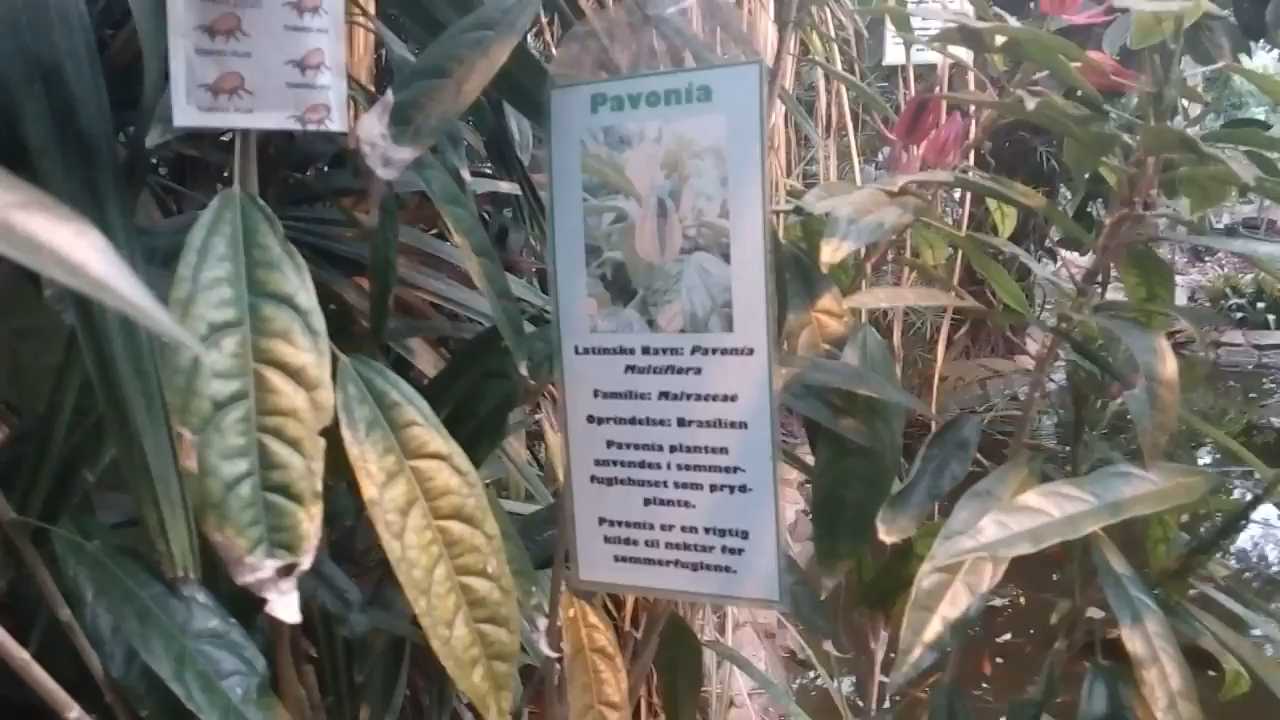 Pavonia
Latinske Navn: Pavonia
Multiflora
Familie: Malvaceae
Oprindelse: Brasilien
Pavonia planten
anvendes i sommer-
fuglehuset som pryd-
plante.
Pavonia er en vigtig
kilde til nektar for
sommerfuglene.